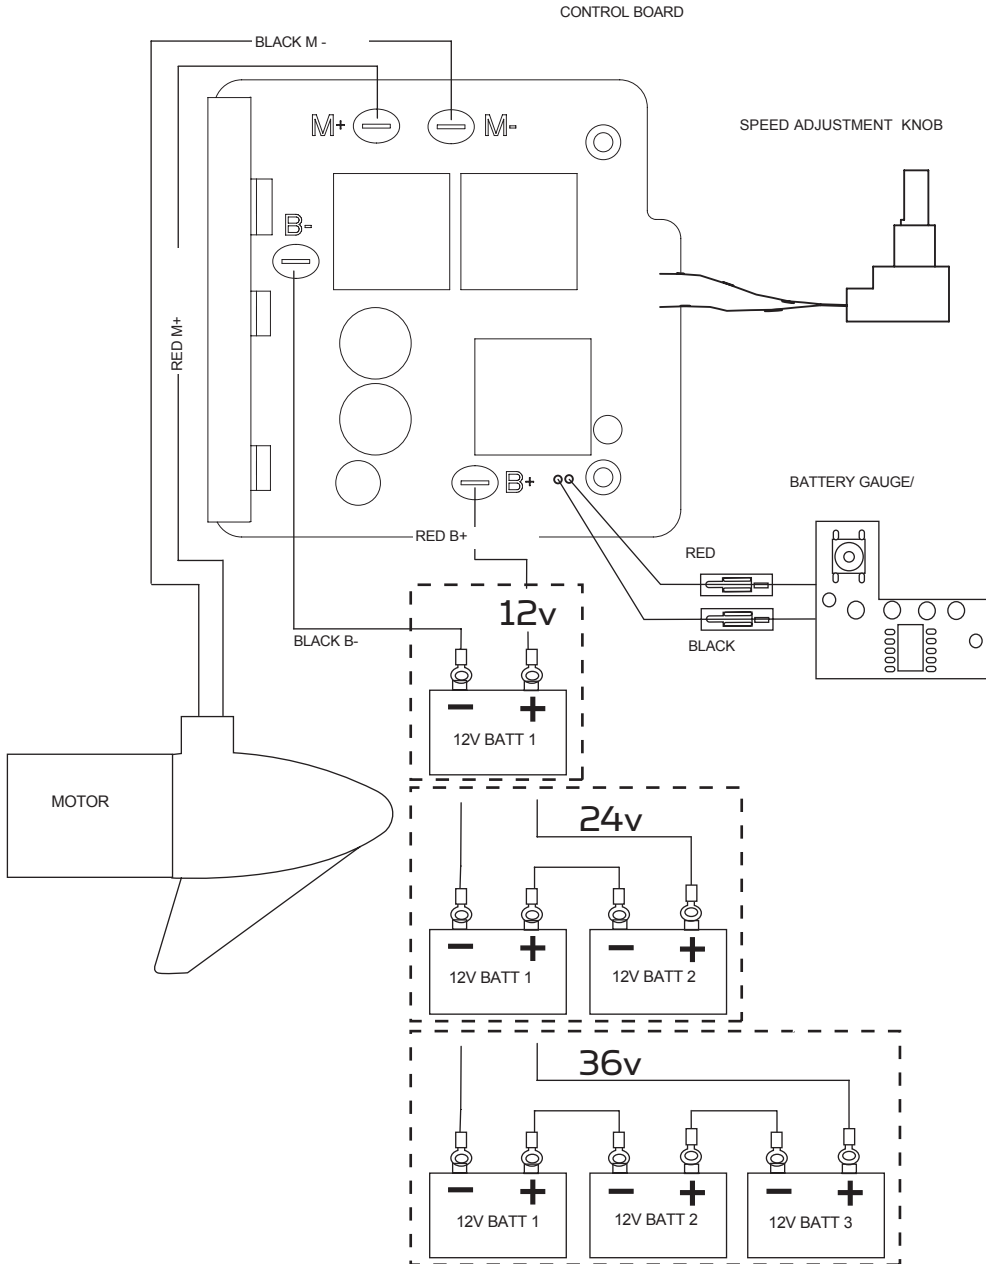 CONTROL BOARD
BLACK M -
M+
M-
SPEED ADJUSTMENT KNOB
B-
RED M+
B+
BATTERY GAUGE/
RED B+
RED
12v
BLACK B-
BLACK
- +
12V BATT 1
MOTOR
24v
- + - +
12V BATT 1 12V BATT 2
36v
- + - + - +
12V BATT 1 12V BATT 2 12V BATT 3